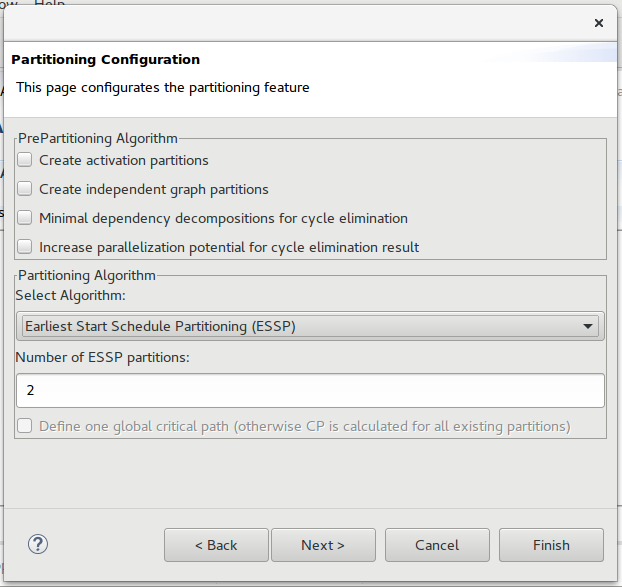 Help
×
Partitioning Configuration
This page configurates the partitioning feature
PrePartitioning Algorithm
Create activation partitions
Create independent graph partitions
Minimal dependency decompositions for cycle elimination
Increase parallelization potential for cycle elimination result
Partitioning Algorithm
Select Algorithm:
Earliest Start Schedule Partitioning (ESSP)
Number of ESSP partitions:
2
Define one global critical path (otherwise CP is calculated for all existing partitions)
?
< Back
Next >
Cancel
Finish